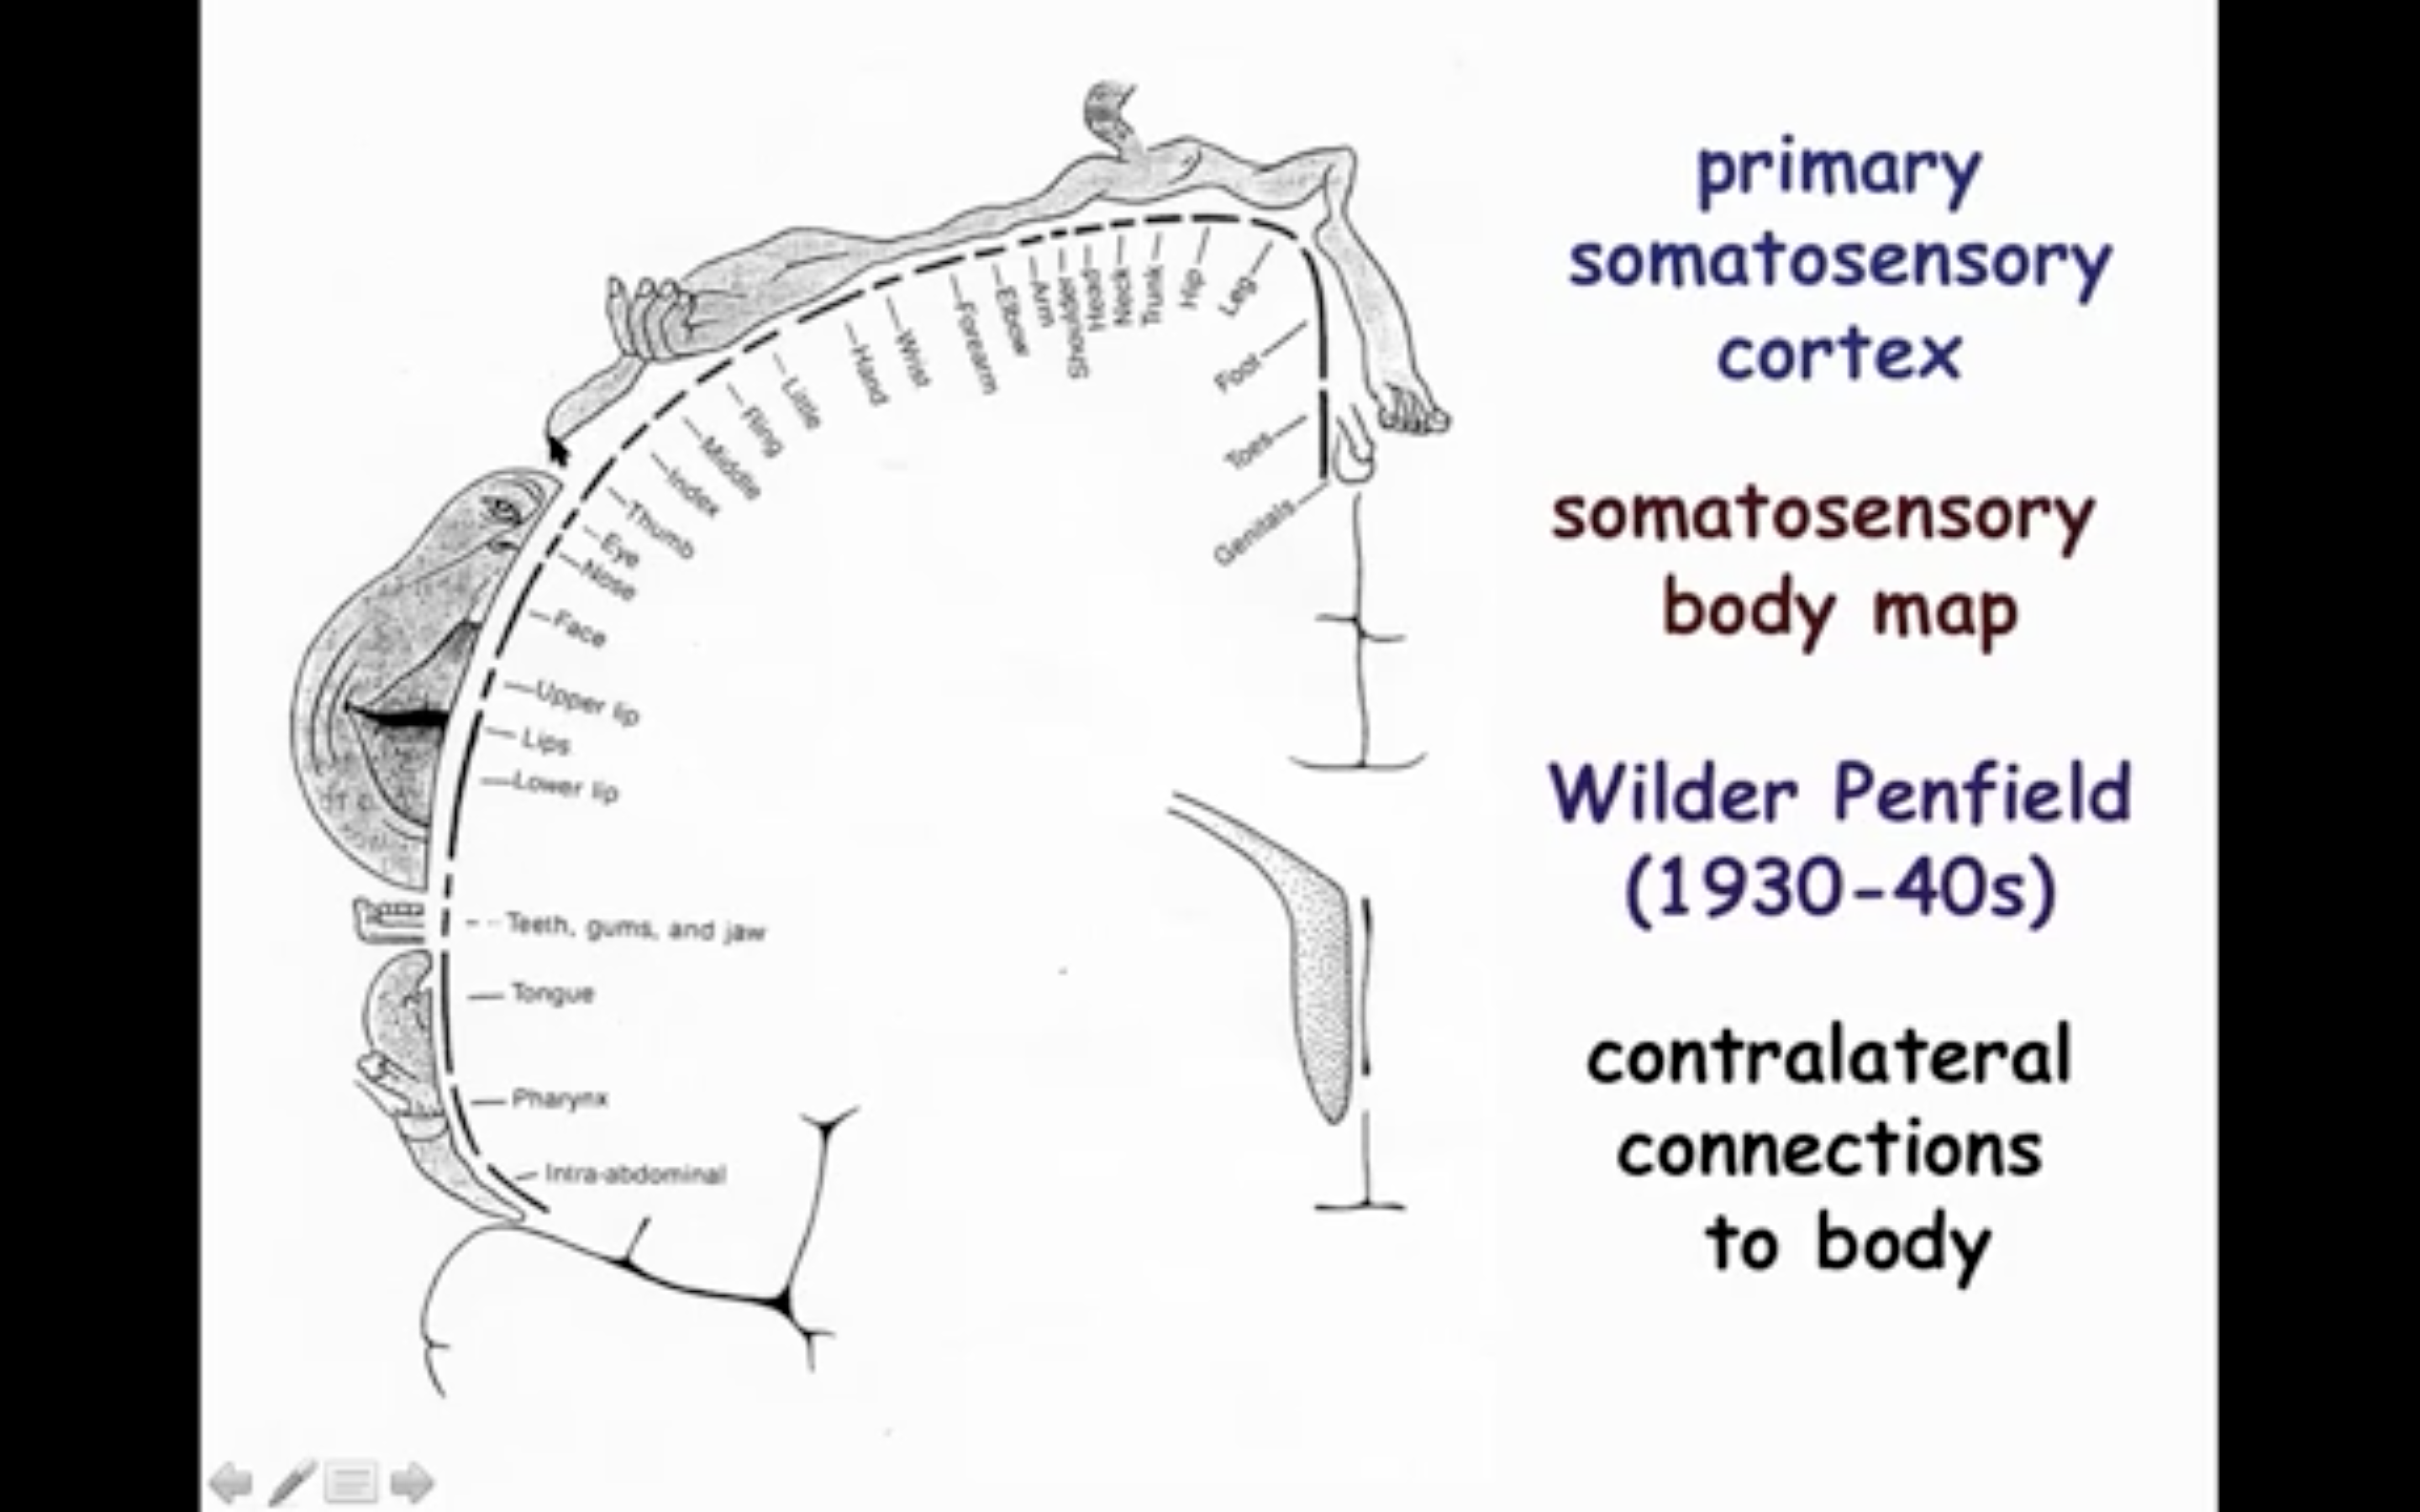 primary
somatosensory
cortex
somatosensory
body map
Wilder Penfield
(1930-40s)
contralateral
connections
to body
Genitals
Toes
Foot
Leg
Hip
Trunk
Neck
Head
Shoulder
Arm
Elbow
Forearm
Wrist
Hand
Little
Ring
Middle
Index
Thumb
Eye
Nose
Face
Upper lip
Lips
Lower lip
Teeth, gums, and jaw
Tongue
Pharynx
Intra-abdominal